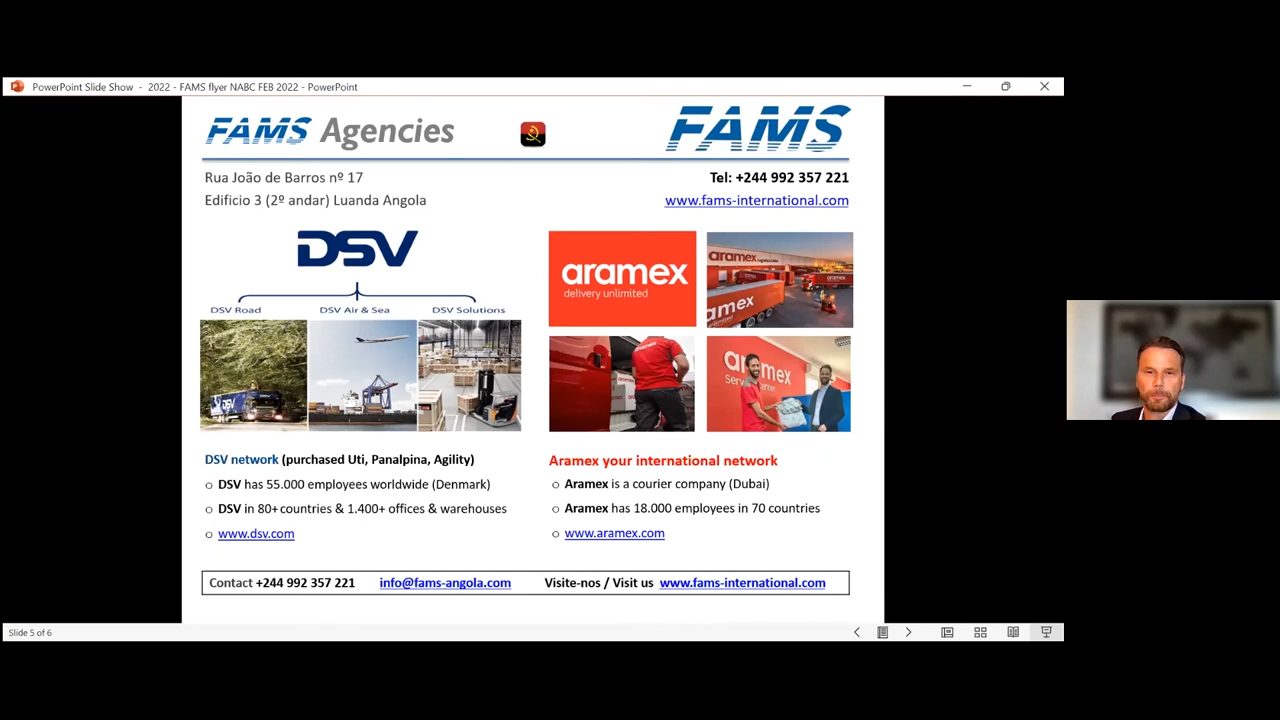 PowerPoint Slide Show - 2022 - FAMS flyer NABC FEB 2022 - PowerPoint
FAMS Agencies
FAMS
Rua João de Barros nº 17
Tel: +244 992 357 221
Edificio 3 (2º andar) Luanda Angola
www.fams-international.com
DSV
DSV Road
DSV Air & Sea
DSV Solutions
aramex
delivery unlimited
aramex
aramex
DSV
aramex
DSV network (purchased Uti, Panalpina, Agility)
o DSV has 55.000 employees worldwide (Denmark)
o DSV in 80+ countries & 1.400+ offices & warehouses
o www.dsv.com
Aramex your international network
o Aramex is a courier company (Dubai)
o Aramex has 18.000 employees in 70 countries
o www.aramex.com
Contact +244 992 357 221 info@fams-angola.com Visite-nos / Visit us www.fams-international.com
Slide 5 of 6